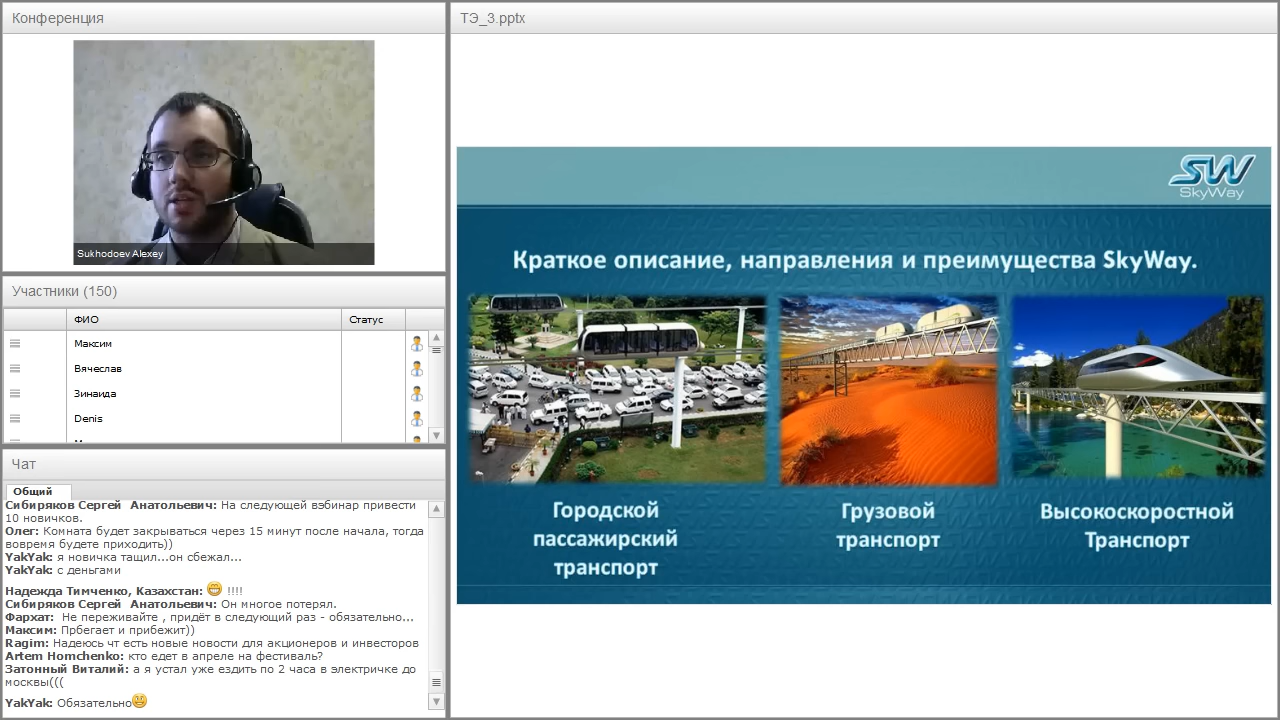 Конференция
Sukhodoev Alexey
Участники (150)
ФИО
Статус
Максим
Вячеслав
Зинаида
Denis
Чат
Общий
Сибиряков Сергей Анатольевич: На следующей вэбинар привести
10 новичков.
Олег: Комната будет закрываться через 15 минут после начала, тогда
вовремя будете приходить))
YakYak: я новичка тащил...он сбежал...
YakYak: с деньгами
Надежда Тимченко, Казахстан: !!!!
Сибиряков Сергей Анатольевич: Он многое потерял.
Фархат: Не переживайте , придёт в следующий раз - обязательно...
Максим: Прбегает и прибежит))
Ragim: Надеюсь чт есть новые новости для акционеров и инвесторов
Artem Homchenko: кто едет в апреле на фестиваль?
Затонный Виталий: а я устал уже ездить по 2 часа в электричке до
москвы(((
YakYak: Обязательно
ТЭ_3.pptx
SW
SkyWay
Краткое описание, направления и преимущества SkyWay.
Городской
пассажирский
транспорт
Грузовой
транспорт
Высокоскоростной
Транспорт